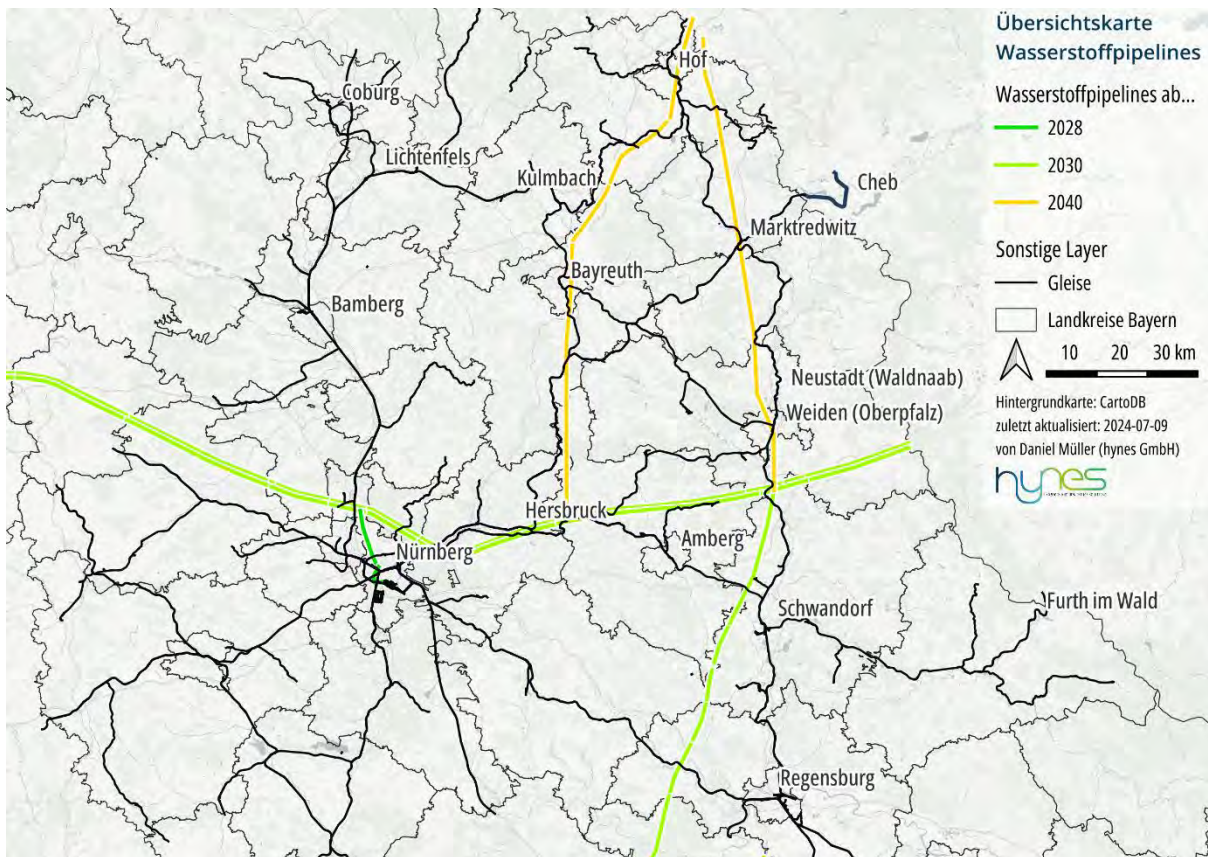 Übersichtskarte
Wasserstoffpipelines
Wasserstoffpipelines ab...
2028
2030
2040
Sonstige Layer
Gleise
Landkreise Bayern
10 20 30 km
Hintergrundkarte: CartoDB
zuletzt aktualisiert: 2024-07-09
von Daniel Müller (hynes GmbH)
hynes
Hof
Coburg
Lichtenfels
Kulmbach
Cheb
Marktredwitz
Bayreuth
Bamberg
Neustadt (Waldnaab)
Weiden (Oberpfalz)
Hersbruck
Amberg
Nürnberg
Schwandorf
Furth im Wald
Regensburg